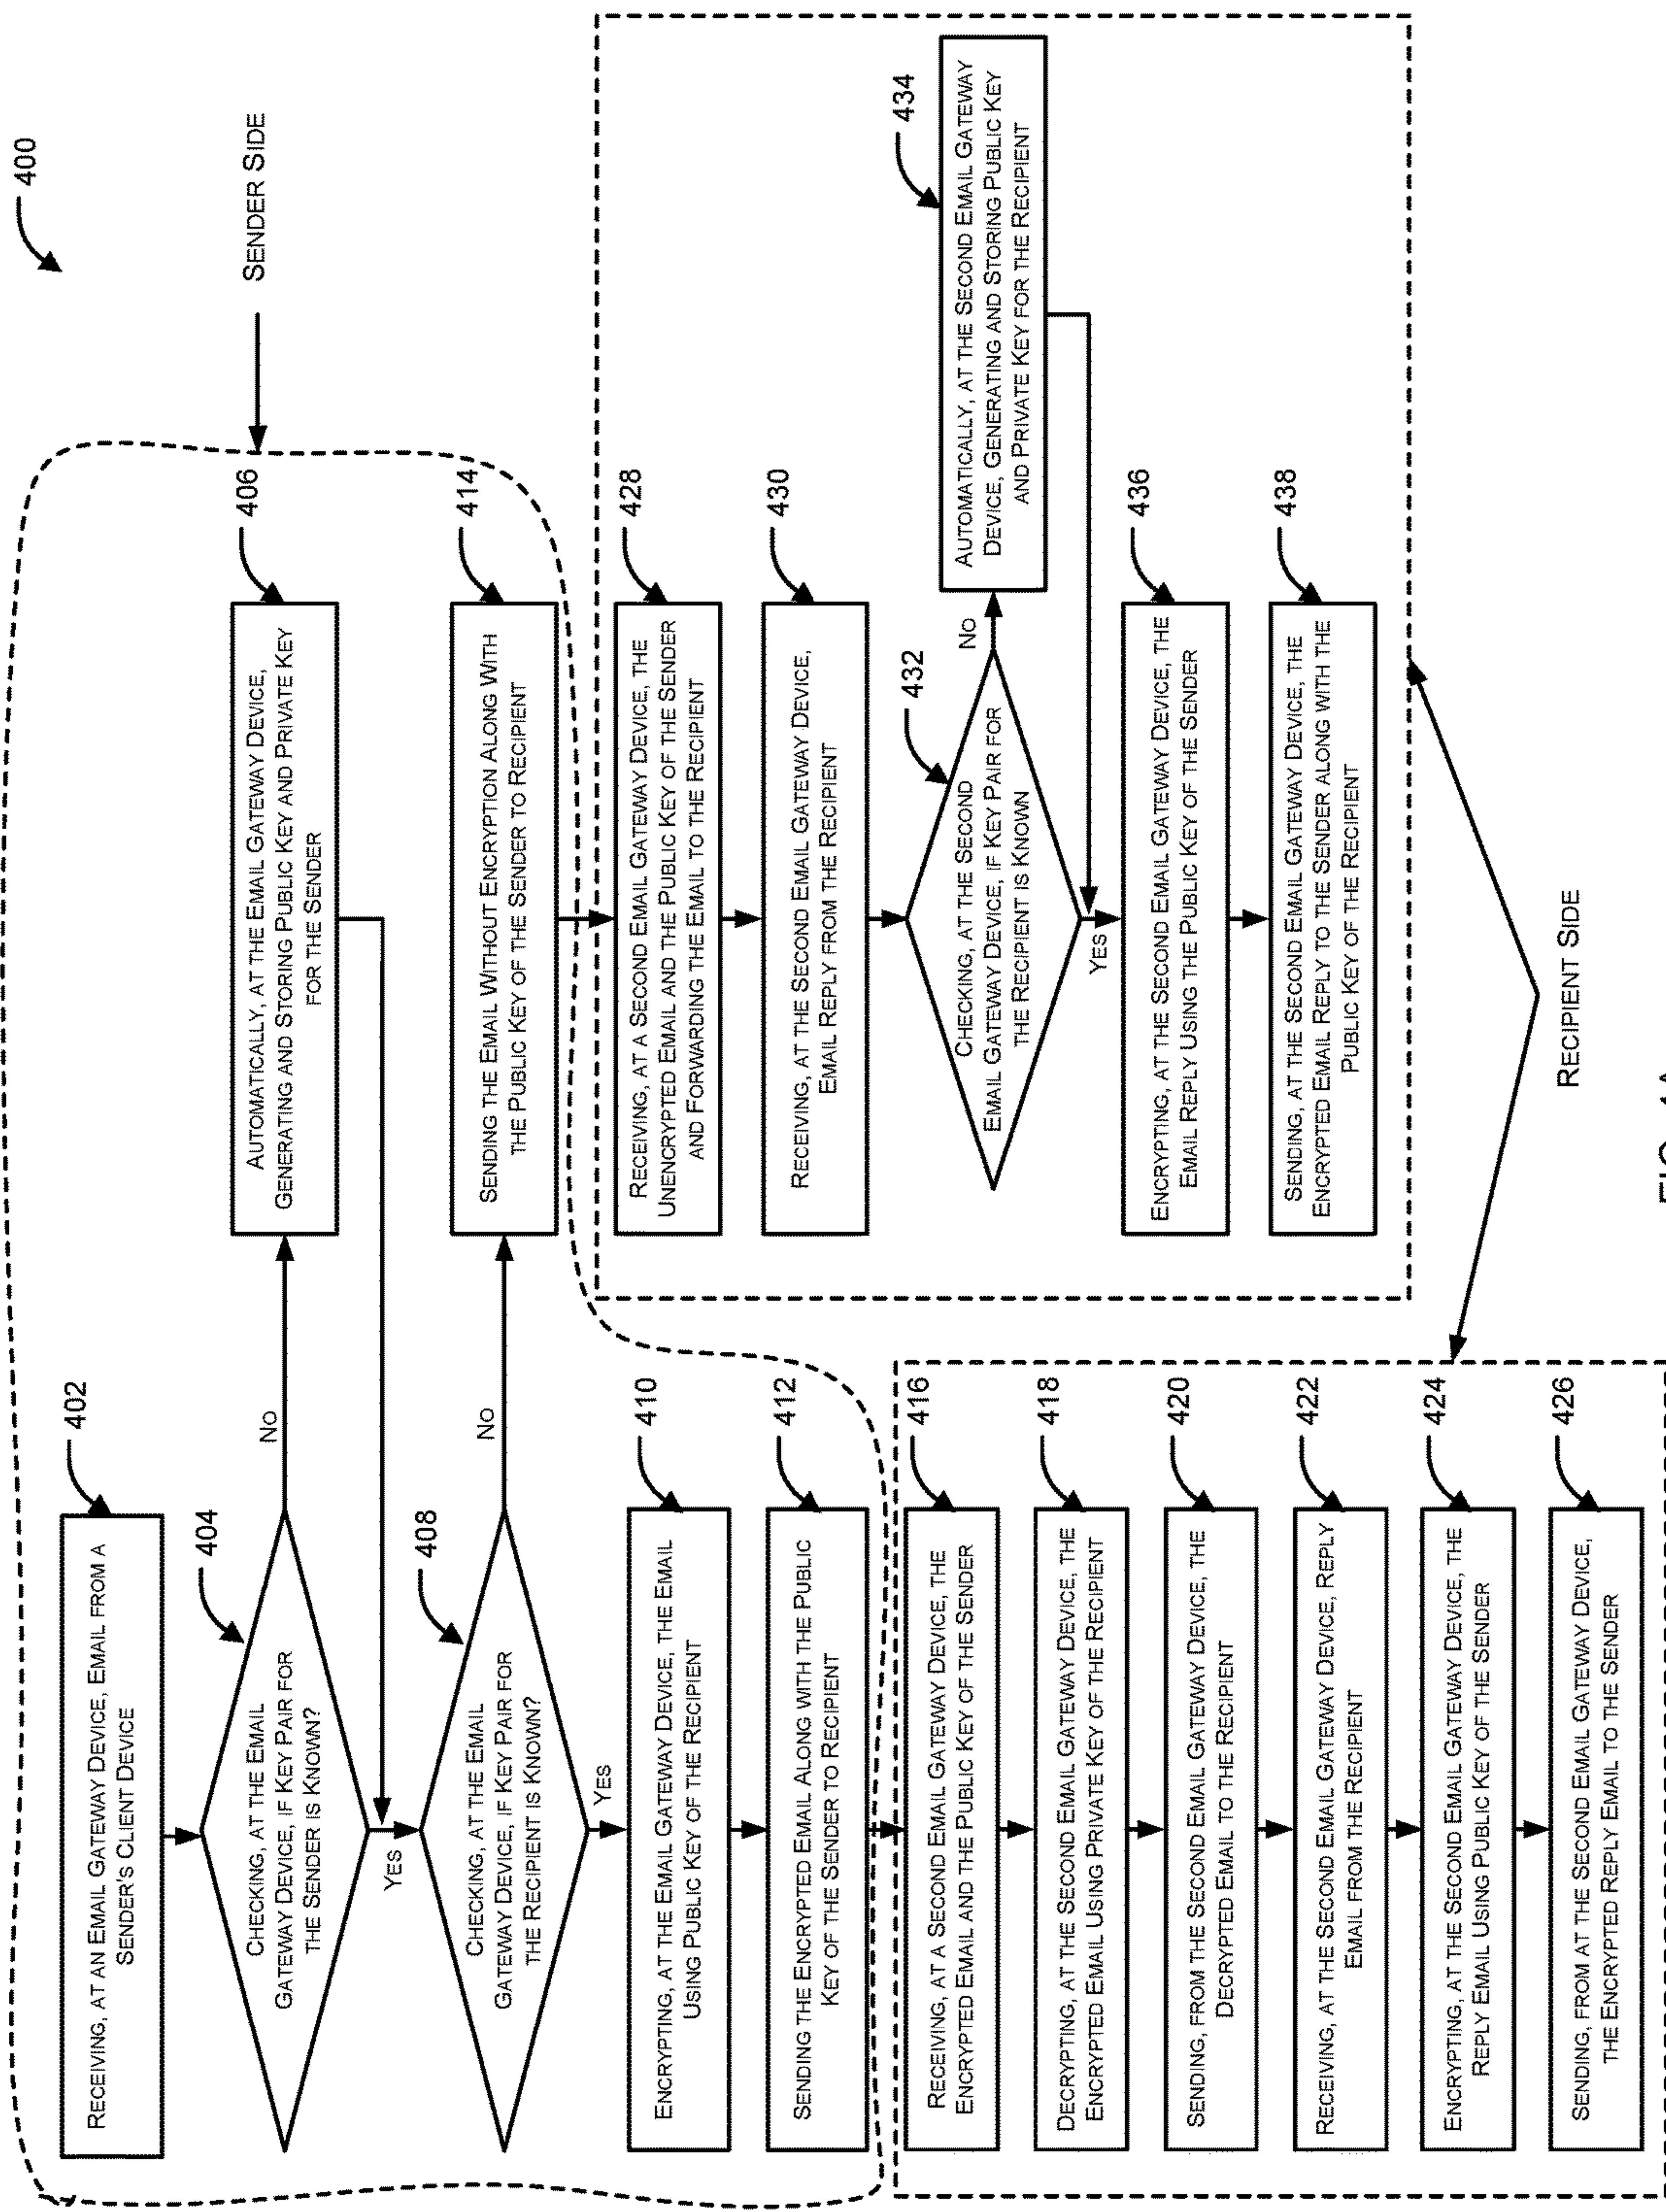 400
SENDER SIDE
402
RECEIVING, AT AN EMAIL GATEWAY DEVICE, EMAIL FROM A
SENDER'S CLIENT DEVICE
404
CHECKING, AT THE EMAIL
GATEWAY DEVICE, IF KEY PAIR FOR
THE SENDER IS KNOWN?
NO
406
AUTOMATICALLY, AT THE EMAIL GATEWAY DEVICE,
GENERATING AND STORING PUBLIC KEY AND PRIVATE KEY
FOR THE SENDER
YES
408
CHECKING, AT THE EMAIL
GATEWAY DEVICE, IF KEY PAIR FOR
THE RECIPIENT IS KNOWN?
NO
414
SENDING THE EMAIL WITHOUT ENCRYPTION ALONG WITH
THE PUBLIC KEY OF THE SENDER TO RECIPIENT
YES
410
ENCRYPTING, AT THE EMAIL GATEWAY DEVICE, THE EMAIL
USING PUBLIC KEY OF THE RECIPIENT
412
SENDING THE ENCRYPTED EMAIL ALONG WITH THE PUBLIC
KEY OF THE SENDER TO RECIPIENT
416
RECEIVING, AT A SECOND EMAIL GATEWAY DEVICE, THE
ENCRYPTED EMAIL AND THE PUBLIC KEY OF THE SENDER
418
DECRYPTING, AT THE SECOND EMAIL GATEWAY DEVICE, THE
ENCRYPTED EMAIL USING PRIVATE KEY OF THE RECIPIENT
420
SENDING, FROM THE SECOND EMAIL GATEWAY DEVICE, THE
DECRYPTED EMAIL TO THE RECIPIENT
422
RECEIVING, AT THE SECOND EMAIL GATEWAY DEVICE, REPLY
EMAIL FROM THE RECIPIENT
424
ENCRYPTING, AT THE SECOND EMAIL GATEWAY DEVICE, THE
REPLY EMAIL USING PUBLIC KEY OF THE SENDER
426
SENDING, FROM AT THE SECOND EMAIL GATEWAY DEVICE,
THE ENCRYPTED REPLY EMAIL TO THE SENDER
428
RECEIVING, AT A SECOND EMAIL GATEWAY DEVICE, THE
UNENCRYPTED EMAIL AND THE PUBLIC KEY OF THE SENDER
AND FORWARDING THE EMAIL TO THE RECIPIENT
430
RECEIVING, AT THE SECOND EMAIL GATEWAY DEVICE,
EMAIL REPLY FROM THE RECIPIENT
432
CHECKING, AT THE SECOND
EMAIL GATEWAY DEVICE, IF KEY PAIR FOR
THE RECIPIENT IS KNOWN
NO
434
AUTOMATICALLY, AT THE SECOND EMAIL GATEWAY
DEVICE, GENERATING AND STORING PUBLIC KEY
AND PRIVATE KEY FOR THE RECIPIENT
YES
436
ENCRYPTING, AT THE SECOND EMAIL GATEWAY DEVICE, THE
EMAIL REPLY USING THE PUBLIC KEY OF THE SENDER
438
SENDING, AT THE SECOND EMAIL GATEWAY DEVICE, THE
ENCRYPTED EMAIL REPLY TO THE SENDER ALONG WITH THE
PUBLIC KEY OF THE RECIPIENT
RECIPIENT SIDE